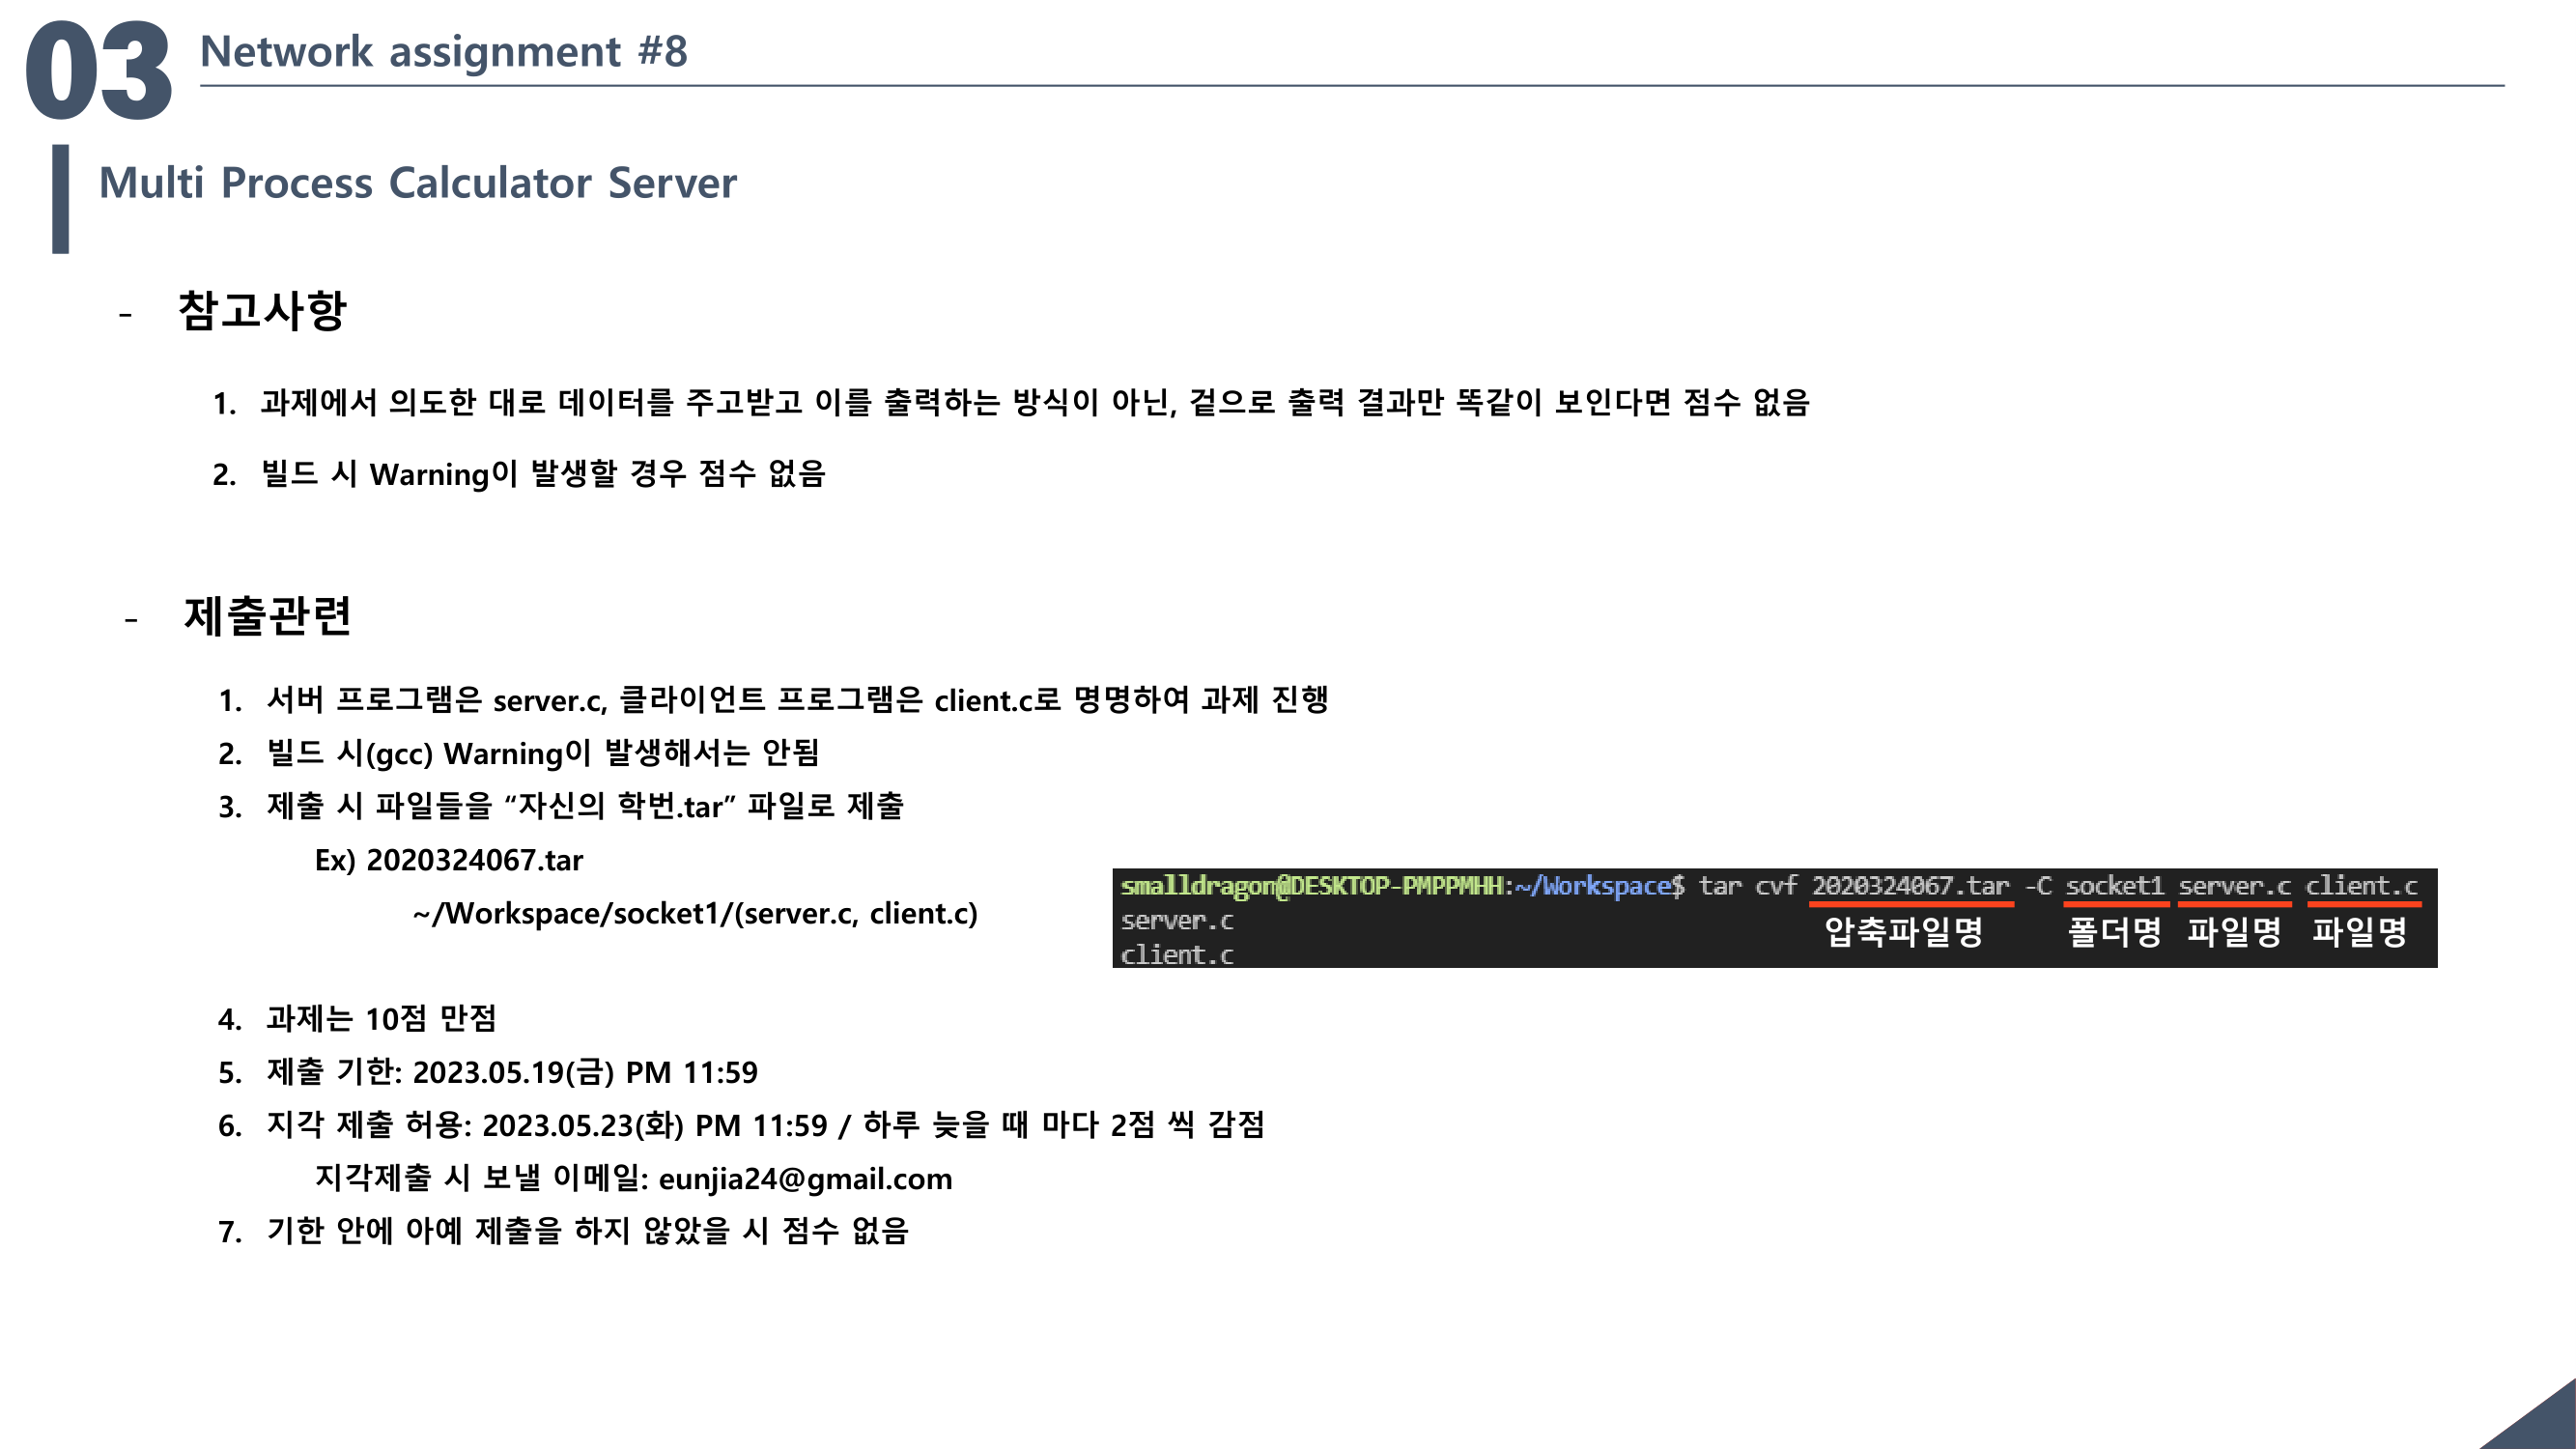 03
Network assignment #8
Multi Process Calculator Server
- 참고사항
1. 과제에서 의도한 대로 데이터를 주고받고 이를 출력하는 방식이 아닌, 겉으로 출력 결과만 똑같이 보인다면 점수 없음
2. 빌드 시 Warning이 발생할 경우 점수 없음
- 제출관련
1. 서버 프로그램은 server.c, 클라이언트 프로그램은 client.c로 명명하여 과제 진행
2. 빌드 시(gcc) Warning이 발생해서는 안됨
3. 제출 시 파일들을 “자신의 학번.tar” 파일로 제출
Ex) 2020324067.tar
~/Workspace/socket1/(server.c, client.c)
smalldragon@DESKTOP-PMPPMHH:~/Workspace$ tar cvf 2020324067.tar -C socket1 server.c client.c
server.c
압축파일명 폴더명 파일명 파일명
client.c
4. 과제는 10점 만점
5. 제출 기한: 2023.05.19(금) PM 11:59
6. 지각 제출 허용: 2023.05.23(화) PM 11:59 / 하루 늦을 때 마다 2점 씩 감점
지각제출 시 보낼 이메일: eunjia24@gmail.com
7. 기한 안에 아예 제출을 하지 않았을 시 점수 없음